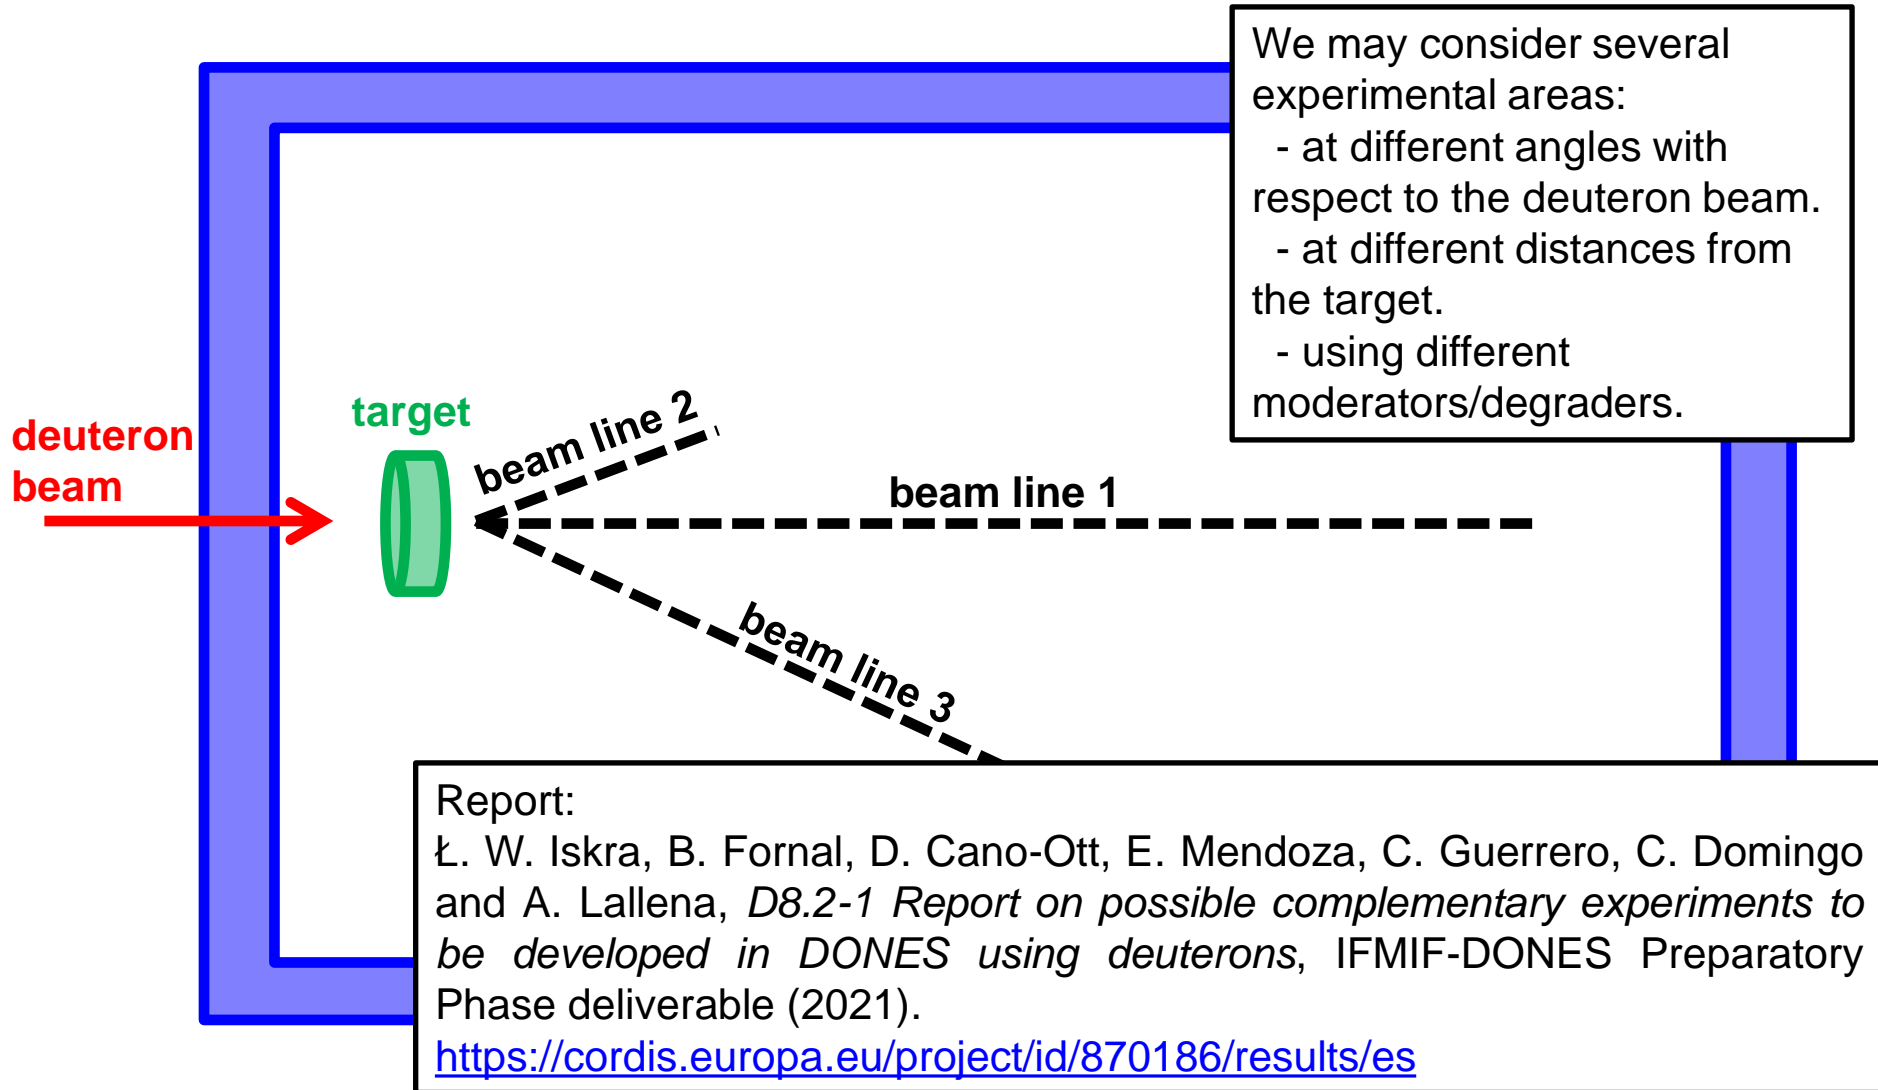 We may consider several
experimental areas:
- at different angles with
respect to the deuteron beam.
- at different distances from
the target.
- using different
moderators/degraders.
target
deuteron
beam
beam line 2
beam line 1
beam line 3
Report:
Ł. W. Iskra, B. Fornal, D. Cano-Ott, E. Mendoza, C. Guerrero, C. Domingo
and A. Lallena, D8.2-1 Report on possible complementary experiments to
be developed in DONES using deuterons, IFMIF-DONES Preparatory
Phase deliverable (2021).
https://cordis.europa.eu/project/id/870186/results/es